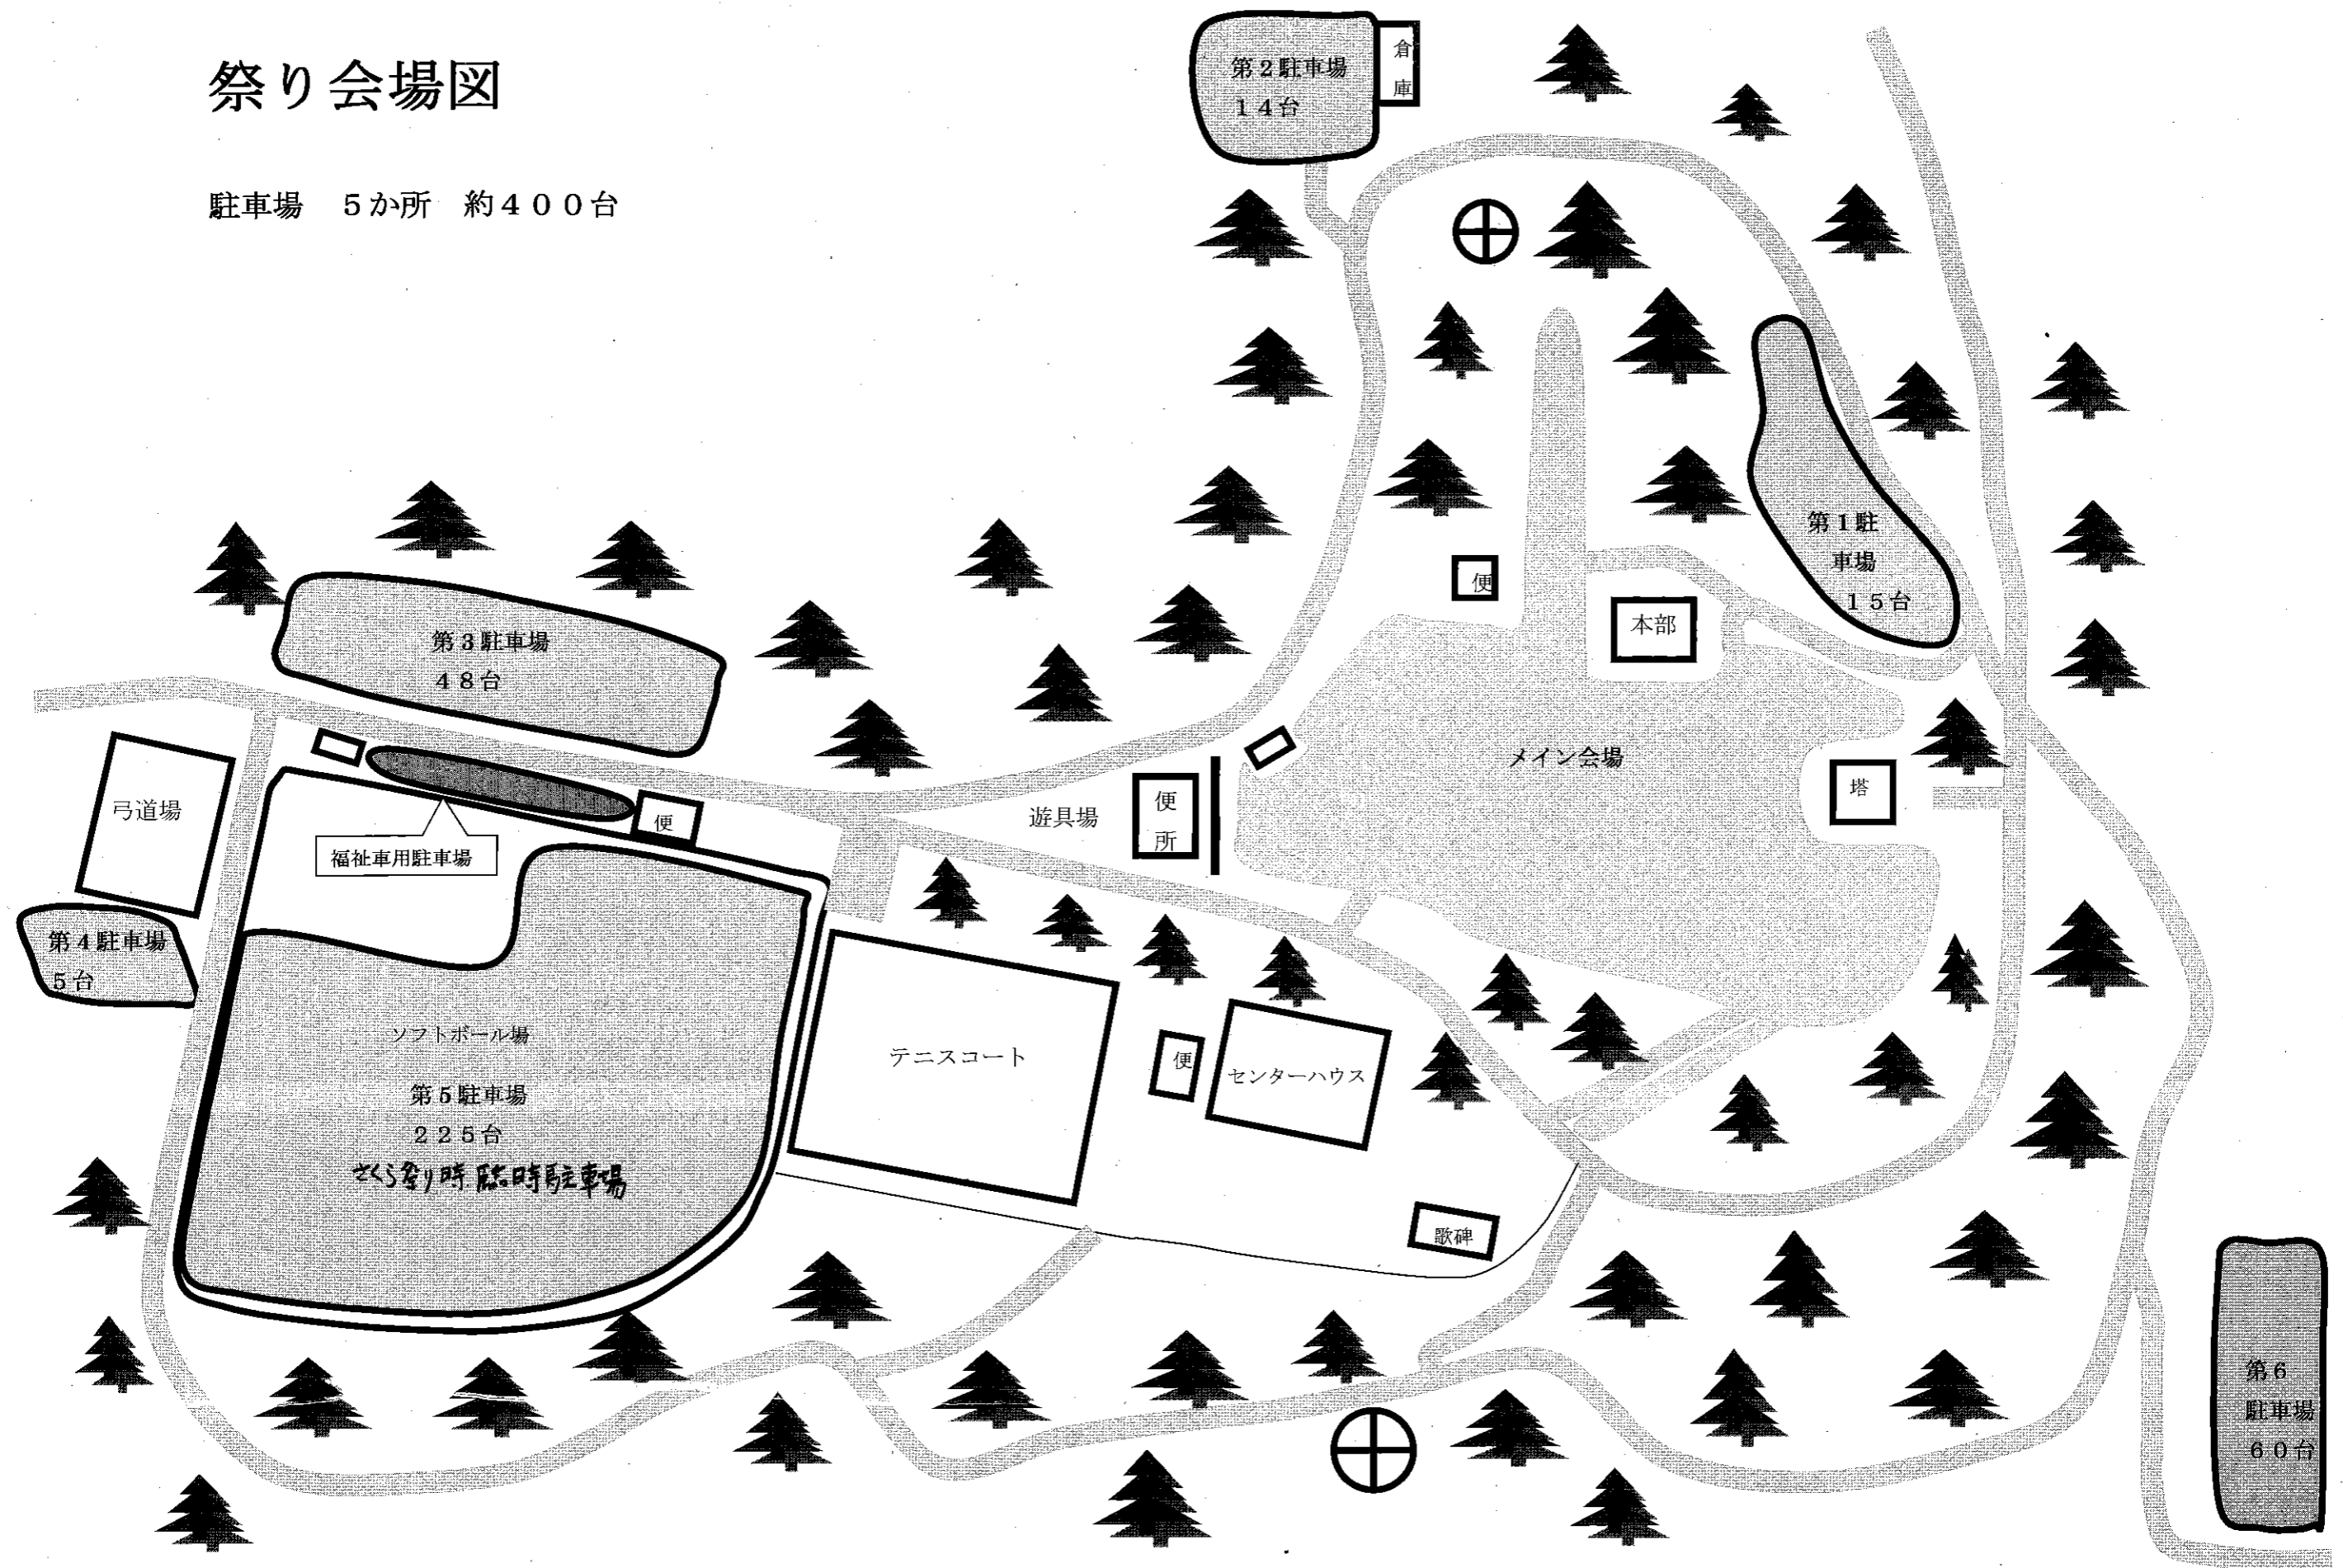 祭り会場図
駐車場　５か所　約４００台
第２駐車場
１４台
倉
庫
第１駐
車場
１５台
便
本部
第３駐車場
４８台
メイン会場
塔
便
所
遊具場
弓道場
便
福祉車用駐車場
第４駐車場
５台
ソフトボール場
第５駐車場
２２５台
さくら祭り時 臨時駐車場
テニスコート
便
センターハウス
歌碑
第６
駐車場
６０台